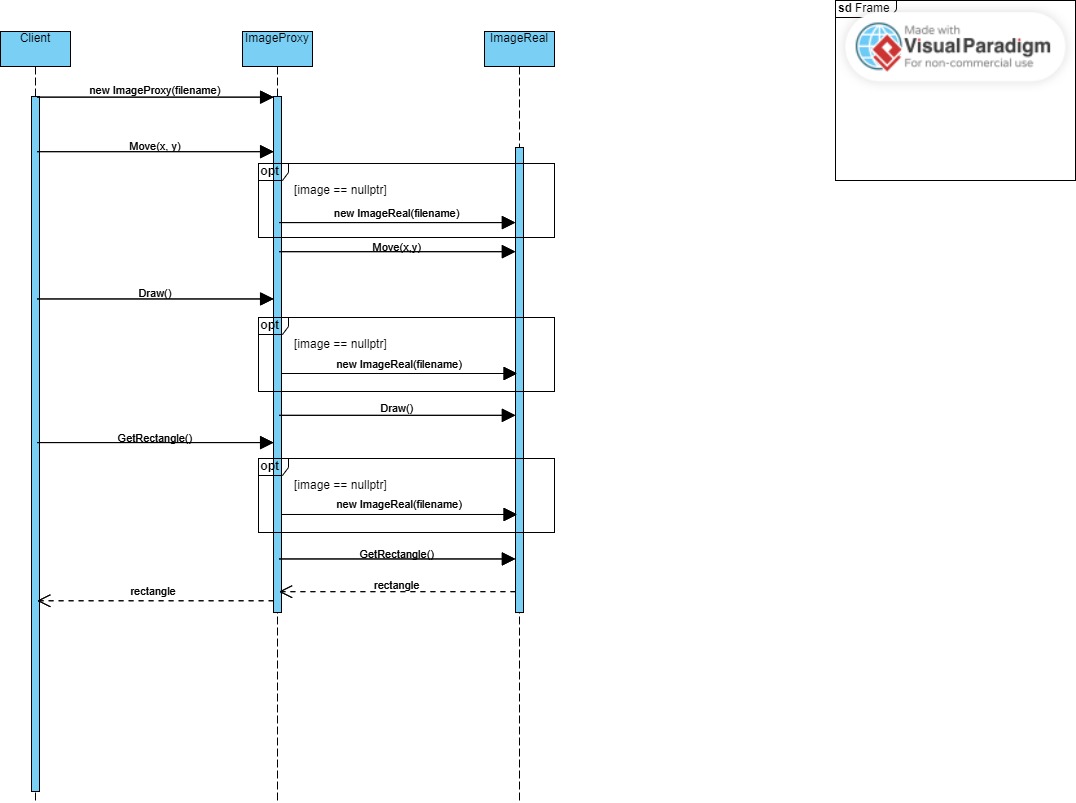 sd Frame
Made with
Visual Paradigm
For non-commercial use
Client
ImageProxy
ImageReal
new ImageProxy(filename)
Move(x, y)
opt
[image == nullptr]
new ImageReal(filename)
Move(x,y)
Draw()
opt
[image == nullptr]
new ImageReal(filename)
Draw()
GetRectangle()
opt
[image == nullptr]
new ImageReal(filename)
GetRectangle()
rectangle
rectangle